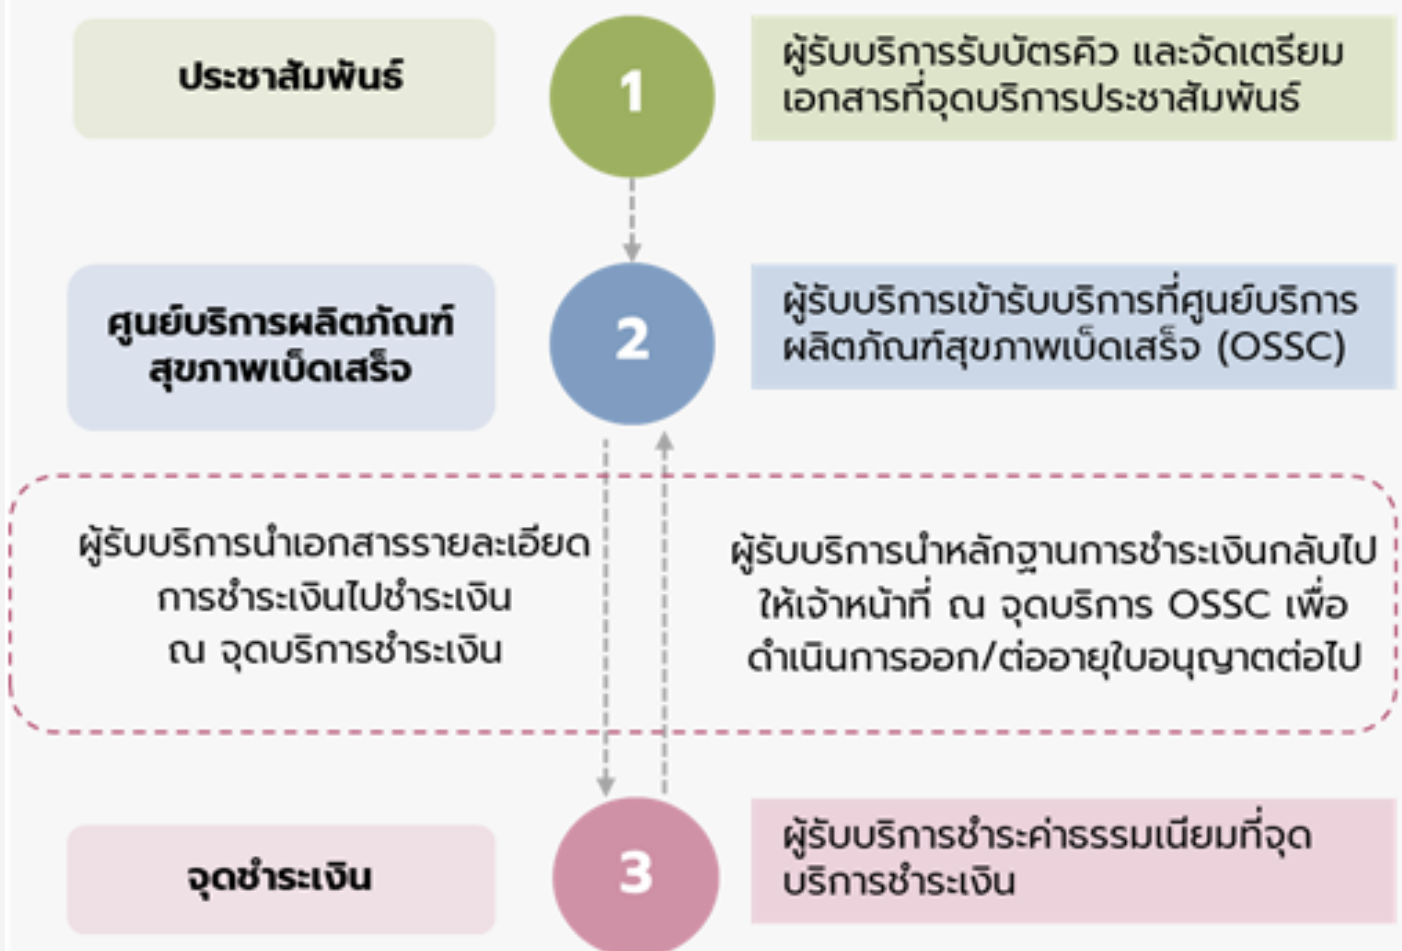 ประชาสัมพันธ์
1
ผู้รับบริการรับบัตรคิว และจัดเตรียม
เอกสารที่จุดบริการประชาสัมพันธ์
ศูนย์บริการผลิตภัณฑ์
สุขภาพเบ็ดเสร็จ
2
ผู้รับบริการเข้ารับบริการที่ศูนย์บริการ
ผลิตภัณฑ์สุขภาพเบ็ดเสร็จ (OSSC)
ผู้รับบริการนำเอกสารรายละเอียด
การชำระเงินไปชำระเงิน
ณ จุดบริการชำระเงิน
ผู้รับบริการนำหลักฐานการชำระเงินกลับไป
ให้เจ้าหน้าที่ ณ จุดบริการ OSSC เพื่อ
ดำเนินการออก/ต่ออายุใบอนุญาตต่อไป
จุดชำระเงิน
3
ผู้รับบริการชำระค่าธรรมเนียมที่จุด
บริการชำระเงิน